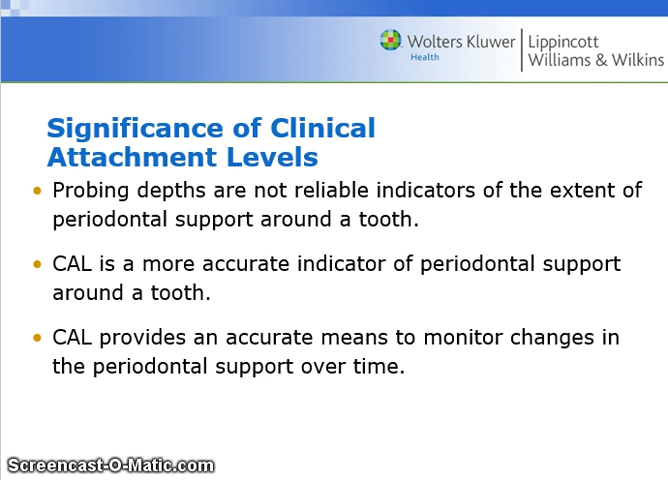 Wolters Kluwer
Health
Lippincott
Williams & Wilkins
Significance of Clinical
Attachment Levels
• Probing depths are not reliable indicators of the extent of
periodontal support around a tooth.
• CAL is a more accurate indicator of periodontal support
around a tooth.
• CAL provides an accurate means to monitor changes in
the periodontal support over time.
Screencast-O-Matic.com